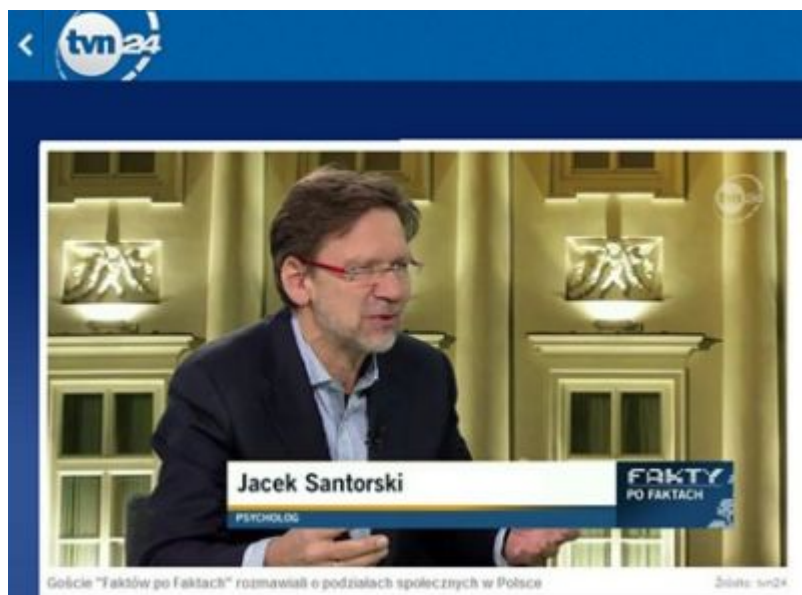 tvn24
tvn24
Jacek Santorski
PSYCHOLOG
FAKTY
PO FAKTACH
Goście "Faktów po Faktach" rozmawiali o podziałach społecznych w Polsce
Źródło: tvn24